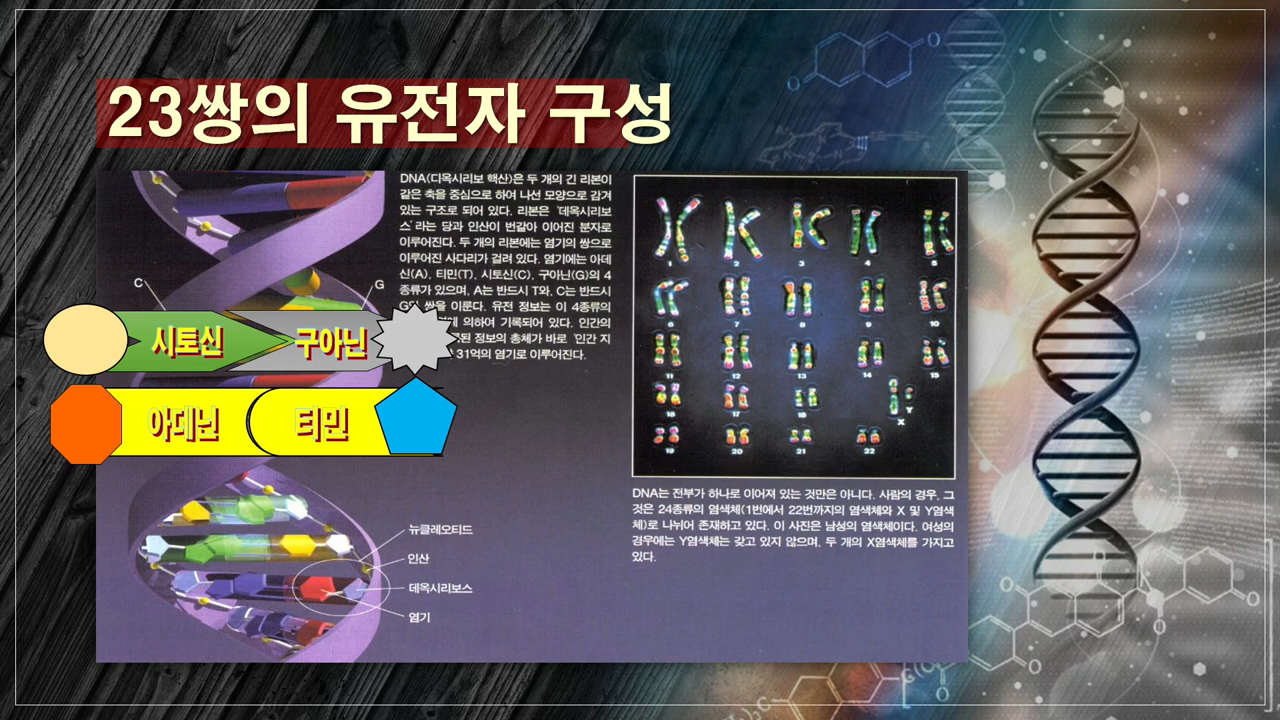 23쌍의 유전자 구성
DNA(디옥시리보 핵산)은 두 개의 긴 리본이
같은 축을 중심으로 하여 나선 모양으로 감겨
있는 구조로 되어 있다. 리본은 '데옥시리보
스'라는 당과 인산이 번갈아 이어진 분자로
이루어진다. 두 개의 리본에는 염기의 쌍으로
이루어진 사다리가 걸려 있다. 염기에는 아데
신(A), 티민(T), 시토신(C), 구아닌(G)의 4
종류가 있으며, A는 반드시 T와, C는 반드시
G와 쌍을 이룬다. 유전 정보는 이 4종류의
의하여 기록되어 있다. 인간의
정보의 총체가 바로 '인간 지
31억의 염기로 이루어진다.
C
G
시토신
구아닌
아데닌
티민
뉴클레오티드
인산
데옥시리보스
염기
1 2 3 4 5
6 7 8 9 10
11 12 13 14 15
16 17 18 X Y
19 20 21 22
DNA는 전부가 하나로 이어져 있는 것만은 아니다. 사람의 경우, 그
것은 24종류의 염색체(1번에서 22번까지의 염색체와 X 및 Y염색
체)로 나뉘어 존재하고 있다. 이 사진은 남성의 염색체이다. 여성의
경우에는 Y염색체는 갖고 있지 않으며, 두 개의 X염색체를 가지고
있다.